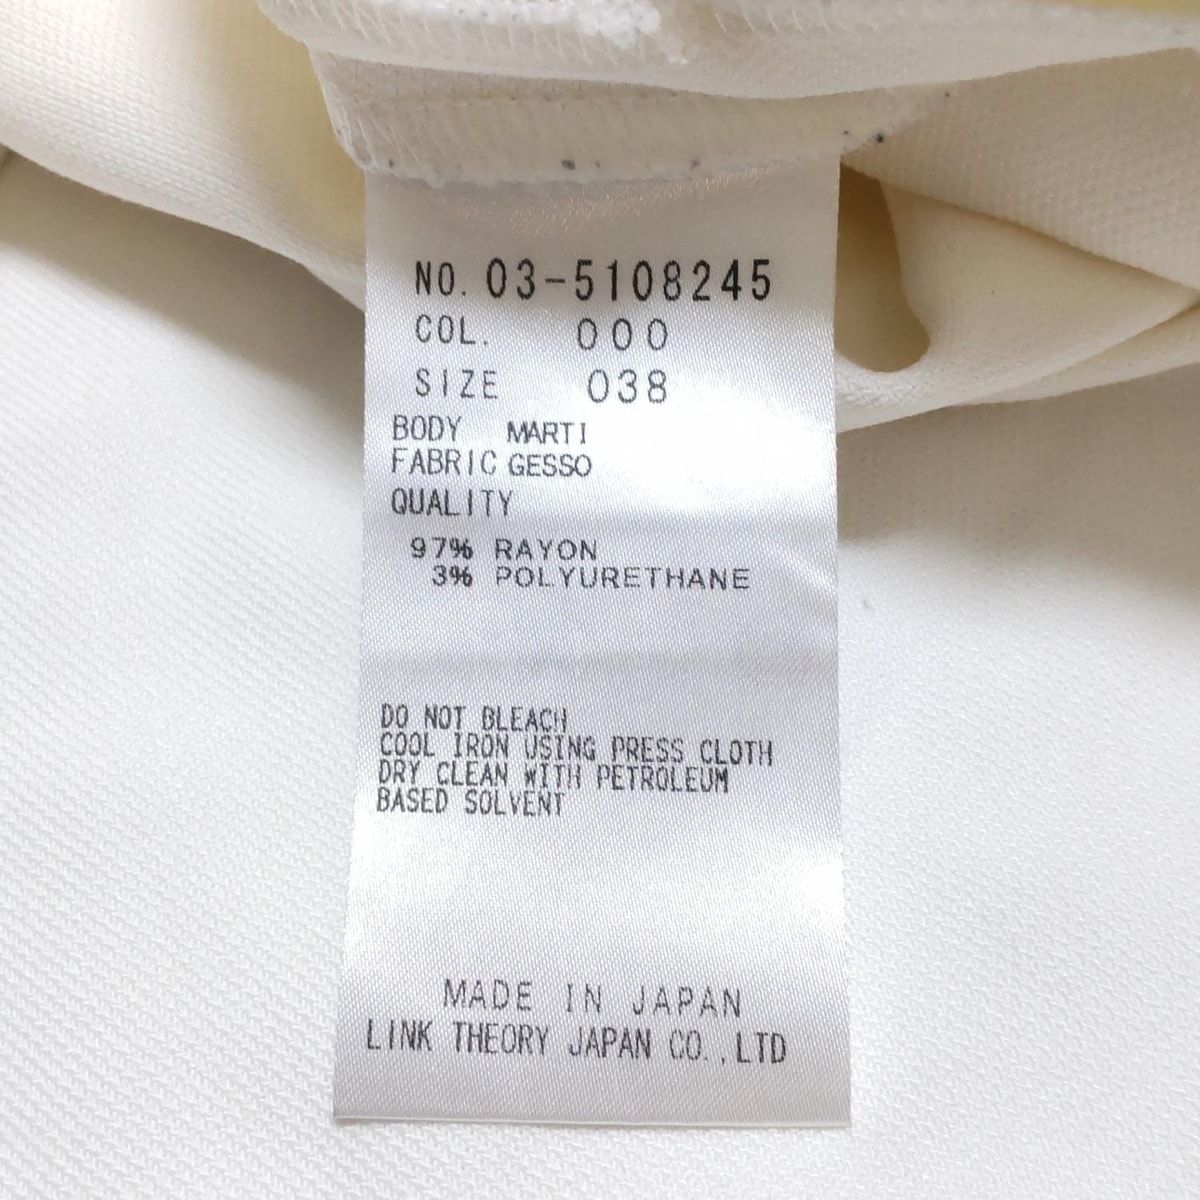 NO. 03-5108245
COL. 000
SIZE 038
BODY MARTI
FABRIC GESSO
QUALITY
97% RAYON
3% POLYURETHANE
DO NOT BLEACH
COOL IRON USING PRESS CLOTH
DRY CLEAN WITH PETROLEUM
BASED SOLVENT
MADE IN JAPAN
LINK THEORY JAPAN CO.,LTD